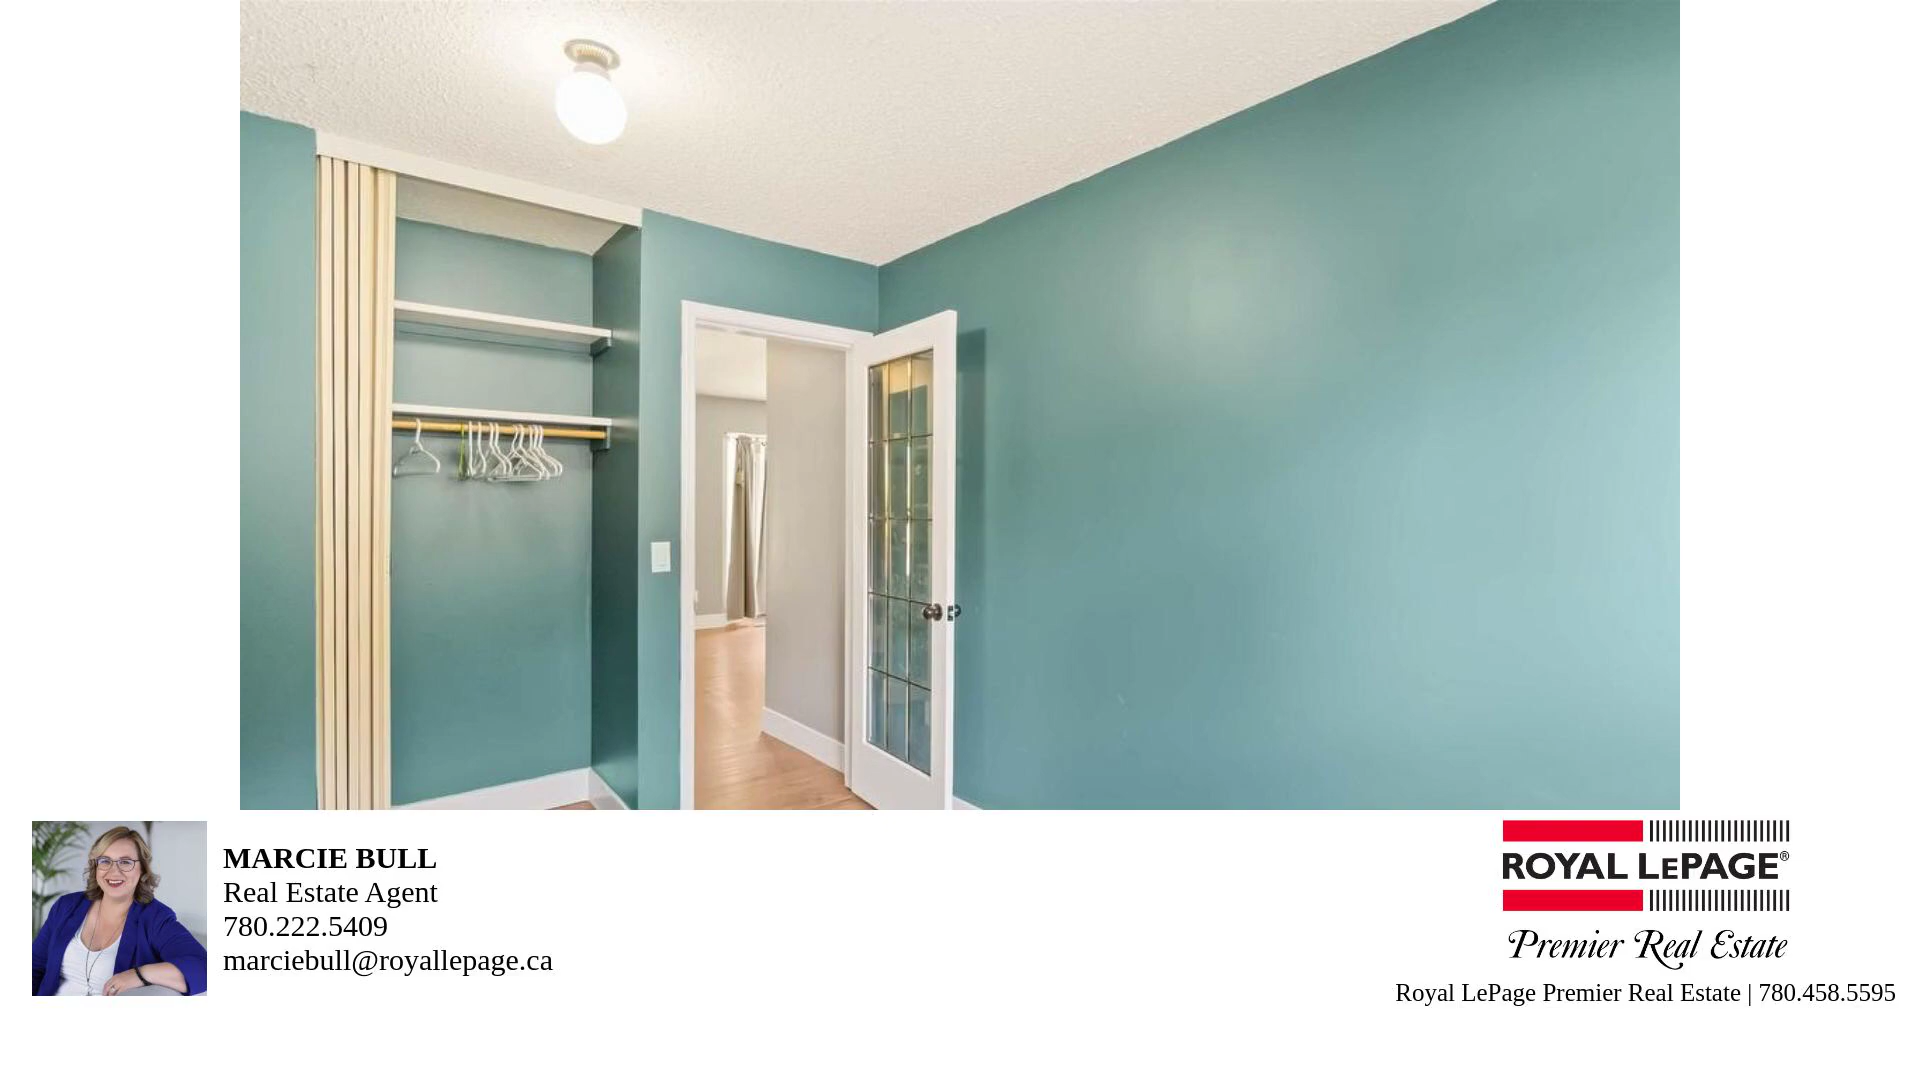 MARCIE BULL
Real Estate Agent
780.222.5409
marciebull@royallepage.ca
ROYAL LEPAGE®
Premier Real Estate
Royal LePage Premier Real Estate | 780.458.5595